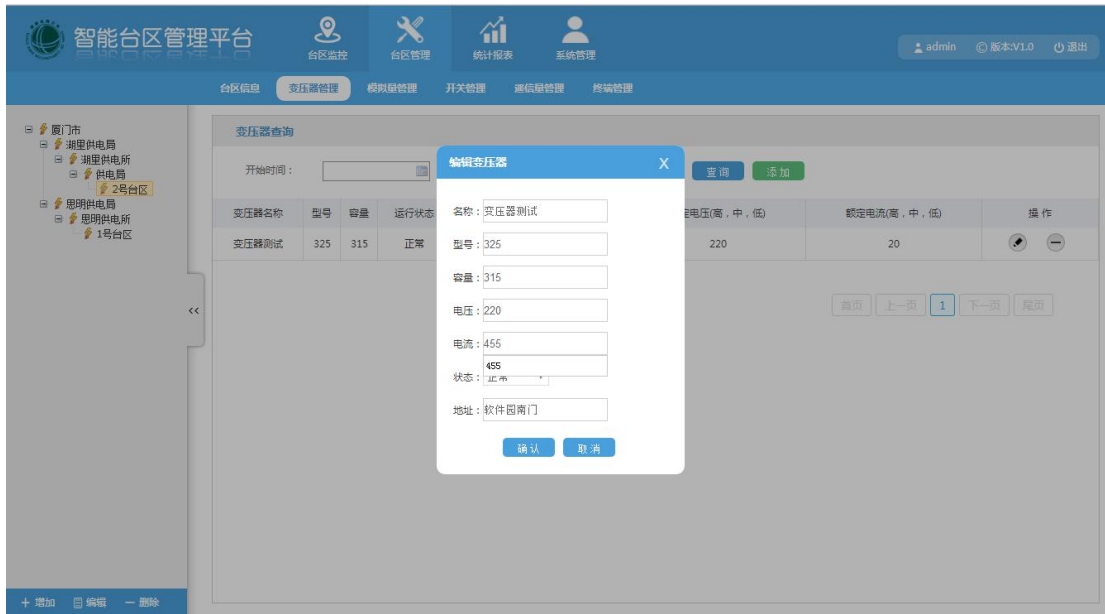 智能台区管理平台
台区监控 台区管理 统计报表 系统管理
admin © 版本:V1.0 退出
台区信息 变压器管理 模拟量管理 开关管理 遥信量管理 终端管理
厦门市
湖里供电局
湖里供电所
供电局
2号台区
思明供电局
思明供电所
1号台区
<<
+ 增加 编辑 — 删除
变压器查询
开始时间：
查询 添加
变压器名称 型号 容量 运行状态 定电压(高，中，低) 额定电流(高，中，低) 操作
变压器测试 325 315 正常 220 20
首页 上一页 1 下一页 尾页
编辑变压器 X
名称：变压器测试
型号：325
容量：315
电压：220
电流：455
455
状态：正常
地址：软件园南门
确认 取消